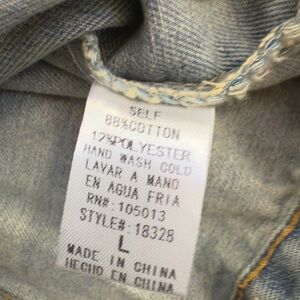 SELF
88%COTTON
12%POLYESTER
HAND WASH COLD
LAVAR A MANO
EN AGUA FRIA
RN#:105013
STYLE#:18328
L
MADE IN CHINA
HECHO EN CHINA